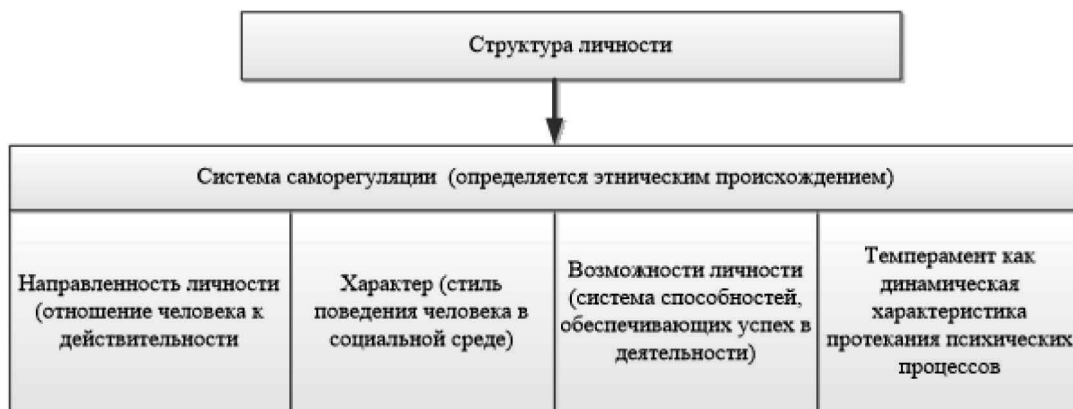 Структура личности
Система саморегуляции (определяется этническим происхождением)
Направленность личности
(отношение человека к
действительности
Характер (стиль
поведения человека в
социальной среде)
Возможности личности
(система способностей,
обеспечивающих успех в
деятельности)
Темперамент как
динамическая
характеристика
протекания психических
процессов